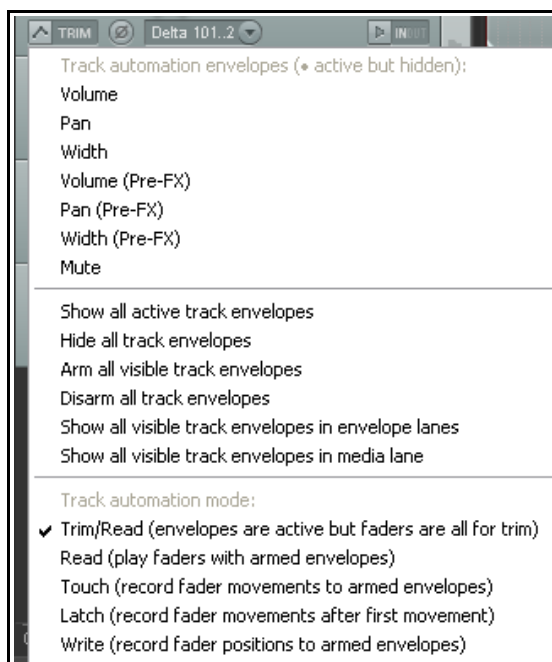 TRIM Delta 101..2 INOUT
Track automation envelopes (• active but hidden):
Volume
Pan
Width
Volume (Pre-FX)
Pan (Pre-FX)
Width (Pre-FX)
Mute
Show all active track envelopes
Hide all track envelopes
Arm all visible track envelopes
Disarm all track envelopes
Show all visible track envelopes in envelope lanes
Show all visible track envelopes in media lane
Track automation mode:
Trim/Read (envelopes are active but faders are all for trim)
Read (play faders with armed envelopes)
Touch (record fader movements to armed envelopes)
Latch (record fader movements after first movement)
Write (record fader positions to armed envelopes)